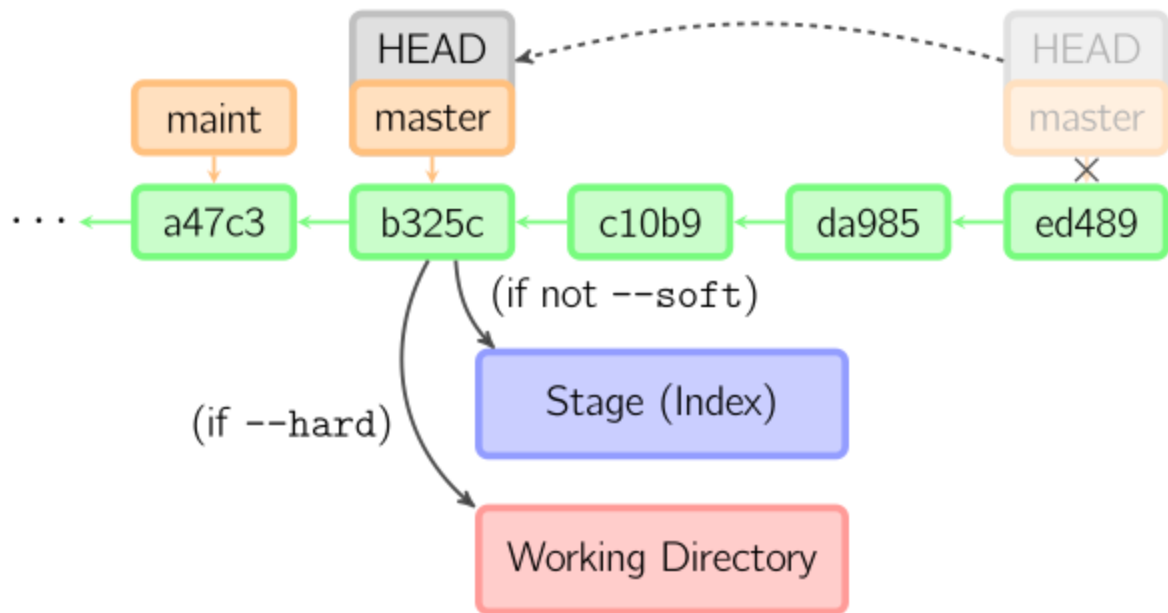 HEAD
HEAD
maint
master
master
···
a47c3
b325c
c10b9
da985
ed489
(if not --soft)
Stage (Index)
(if --hard)
Working Directory